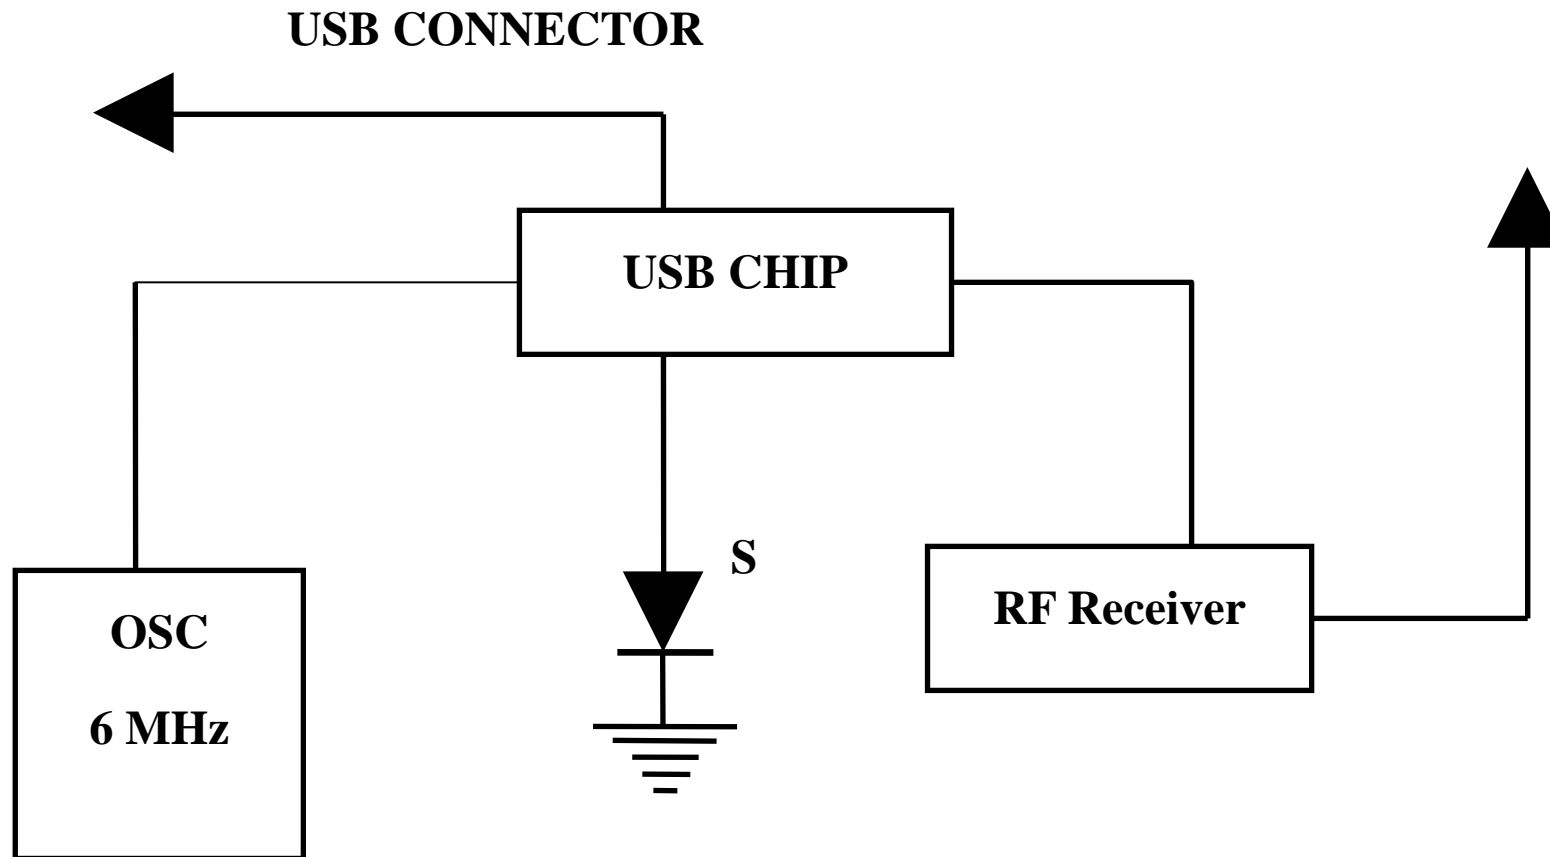 USB CONNECTOR
USB CHIP
S
RF Receiver
OSC
6 MHz